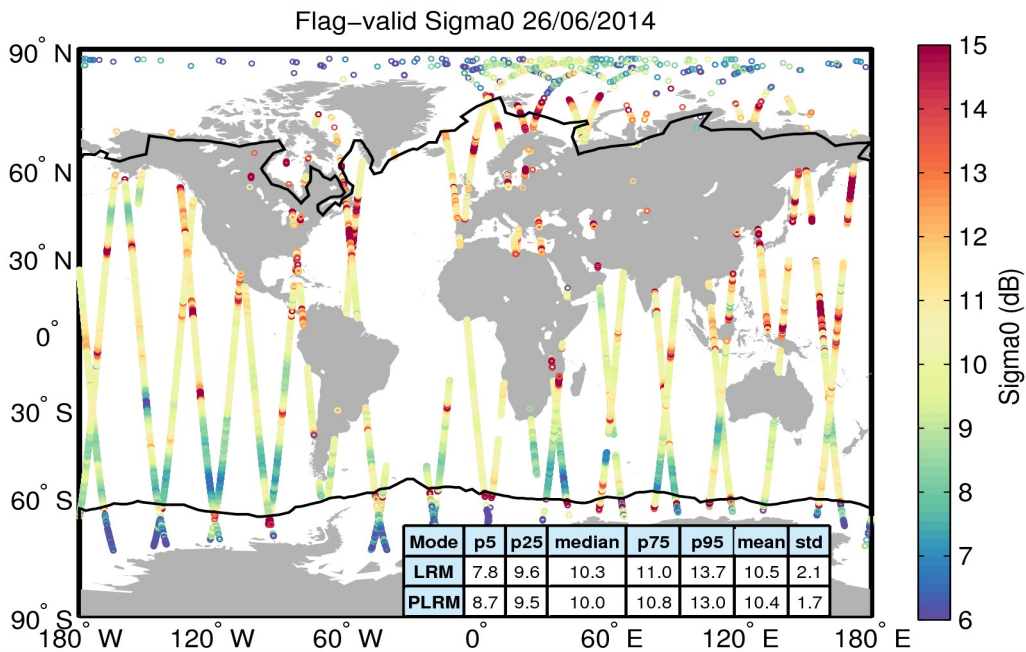 Flag−valid Sigma0 26/06/2014
90° N
60° N
30° N
0°
30° S
60° S
90° S
180° W
120° W
60° W
0°
60° E
120° E
180° E
Mode p5 p25 median p75 p95 mean std
LRM 7.8 9.6 10.3 11.0 13.7 10.5 2.1
PLRM 8.7 9.5 10.0 10.8 13.0 10.4 1.7
15
14
13
12
11
10
9
8
7
6
Sigma0 (dB)